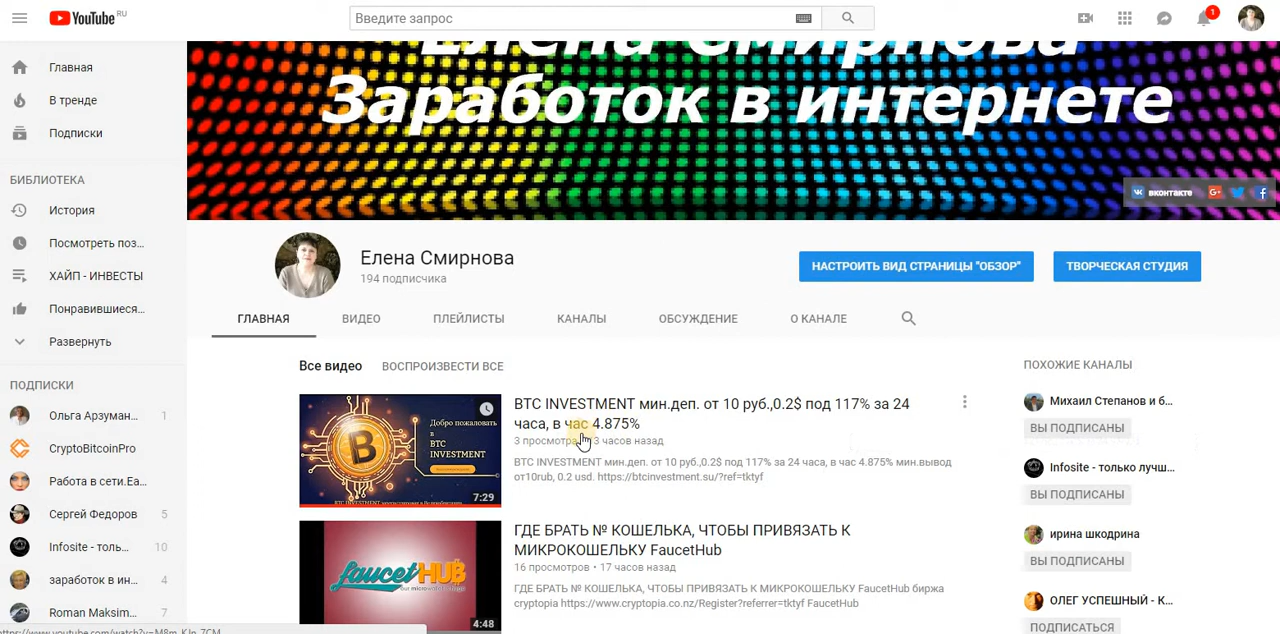 YouTube RU
Введите запрос
1
Главная
В тренде
Подписки
БИБЛИОТЕКА
История
Посмотреть поз...
ХАЙП - ИНВЕСТЫ
Понравившиеся...
Развернуть
ПОДПИСКИ
Ольга Арзуман... 1
CryptoBitcoinPro
Работа в сети.Ea...
Сергей Федоров 5
Infosite - толь... 10
заработок в ин... 4
Roman Maksim... 7
Елена Смирнова
Заработок в интернете
вконтакте
Елена Смирнова
194 подписчика
НАСТРОИТЬ ВИД СТРАНИЦЫ "ОБЗОР"
ТВОРЧЕСКАЯ СТУДИЯ
ГЛАВНАЯ ВИДЕО ПЛЕЙЛИСТЫ КАНАЛЫ ОБСУЖДЕНИЕ О КАНАЛЕ
Все видео ВОСПРОИЗВЕСТИ ВСЕ
Добро пожаловать
в
BTC
INVESTMENT
7:29
BTC INVESTMENT мин.деп. от 10 руб.,0.2$ под 117% за 24
часа, в час 4.875%
3 просмотра 3 часов назад
BTC INVESTMENT мин.деп. от 10 руб.,0.2$ под 117% за 24 часа, в час 4.875% мин.вывод
от10rub, 0.2 usd. https://btcinvestment.su/?ref=tktyf
faucetHUB
4:48
ГДЕ БРАТЬ № КОШЕЛЬКА, ЧТОБЫ ПРИВЯЗАТЬ К
МИКРОКОШЕЛЬКУ FaucetHub
16 просмотров • 17 часов назад
ГДЕ БРАТЬ № КОШЕЛЬКА, ЧТОБЫ ПРИВЯЗАТЬ К МИКРОКОШЕЛЬКУ FaucetHub биржа
cryptopia https://www.cryptopia.co.nz/Register?referrer=tktyf FaucetHub
ПОХОЖИЕ КАНАЛЫ
Михаил Степанов и б...
ВЫ ПОДПИСАНЫ
Infosite - только лучш...
ВЫ ПОДПИСАНЫ
ирина шкодрина
ВЫ ПОДПИСАНЫ
ОЛЕГ УСПЕШНЫЙ - К...
ПОДПИСАТЬСЯ